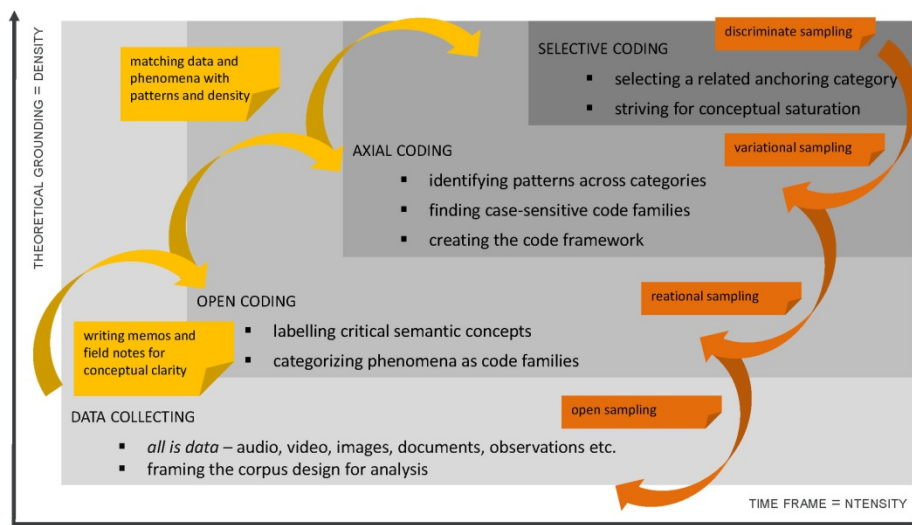 THEORETICAL GROUNDING = DENSITY
matching data and
phenomena with
patterns and density
discriminate sampling
SELECTIVE CODING
▪ selecting a related anchoring category
▪ striving for conceptual saturation
variational sampling
AXIAL CODING
▪ identifying patterns across categories
▪ finding case-sensitive code families
▪ creating the code framework
reational sampling
OPEN CODING
▪ labelling critical semantic concepts
▪ categorizing phenomena as code families
writing memos and
field notes for
conceptual clarity
open sampling
DATA COLLECTING
▪ all is data – audio, video, images, documents, observations etc.
▪ framing the corpus design for analysis
TIME FRAME = NTENSITY